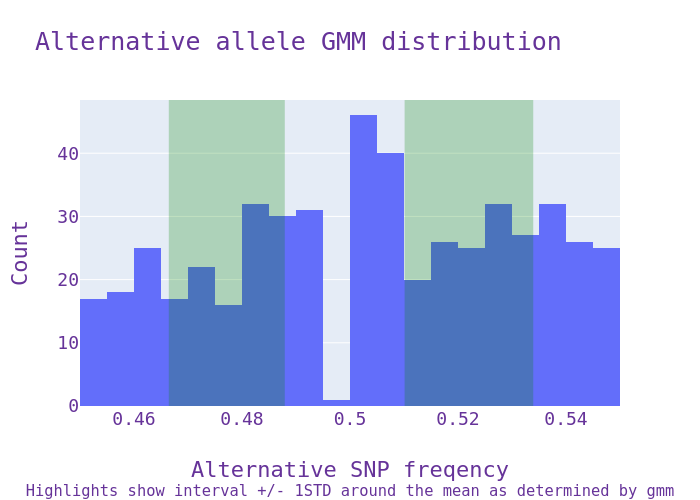 Alternative allele GMM distribution
Count
40
30
20
10
0
0.46 0.48 0.5 0.52 0.54
Alternative SNP freqency
Highlights show interval +/- 1STD around the mean as determined by gmm